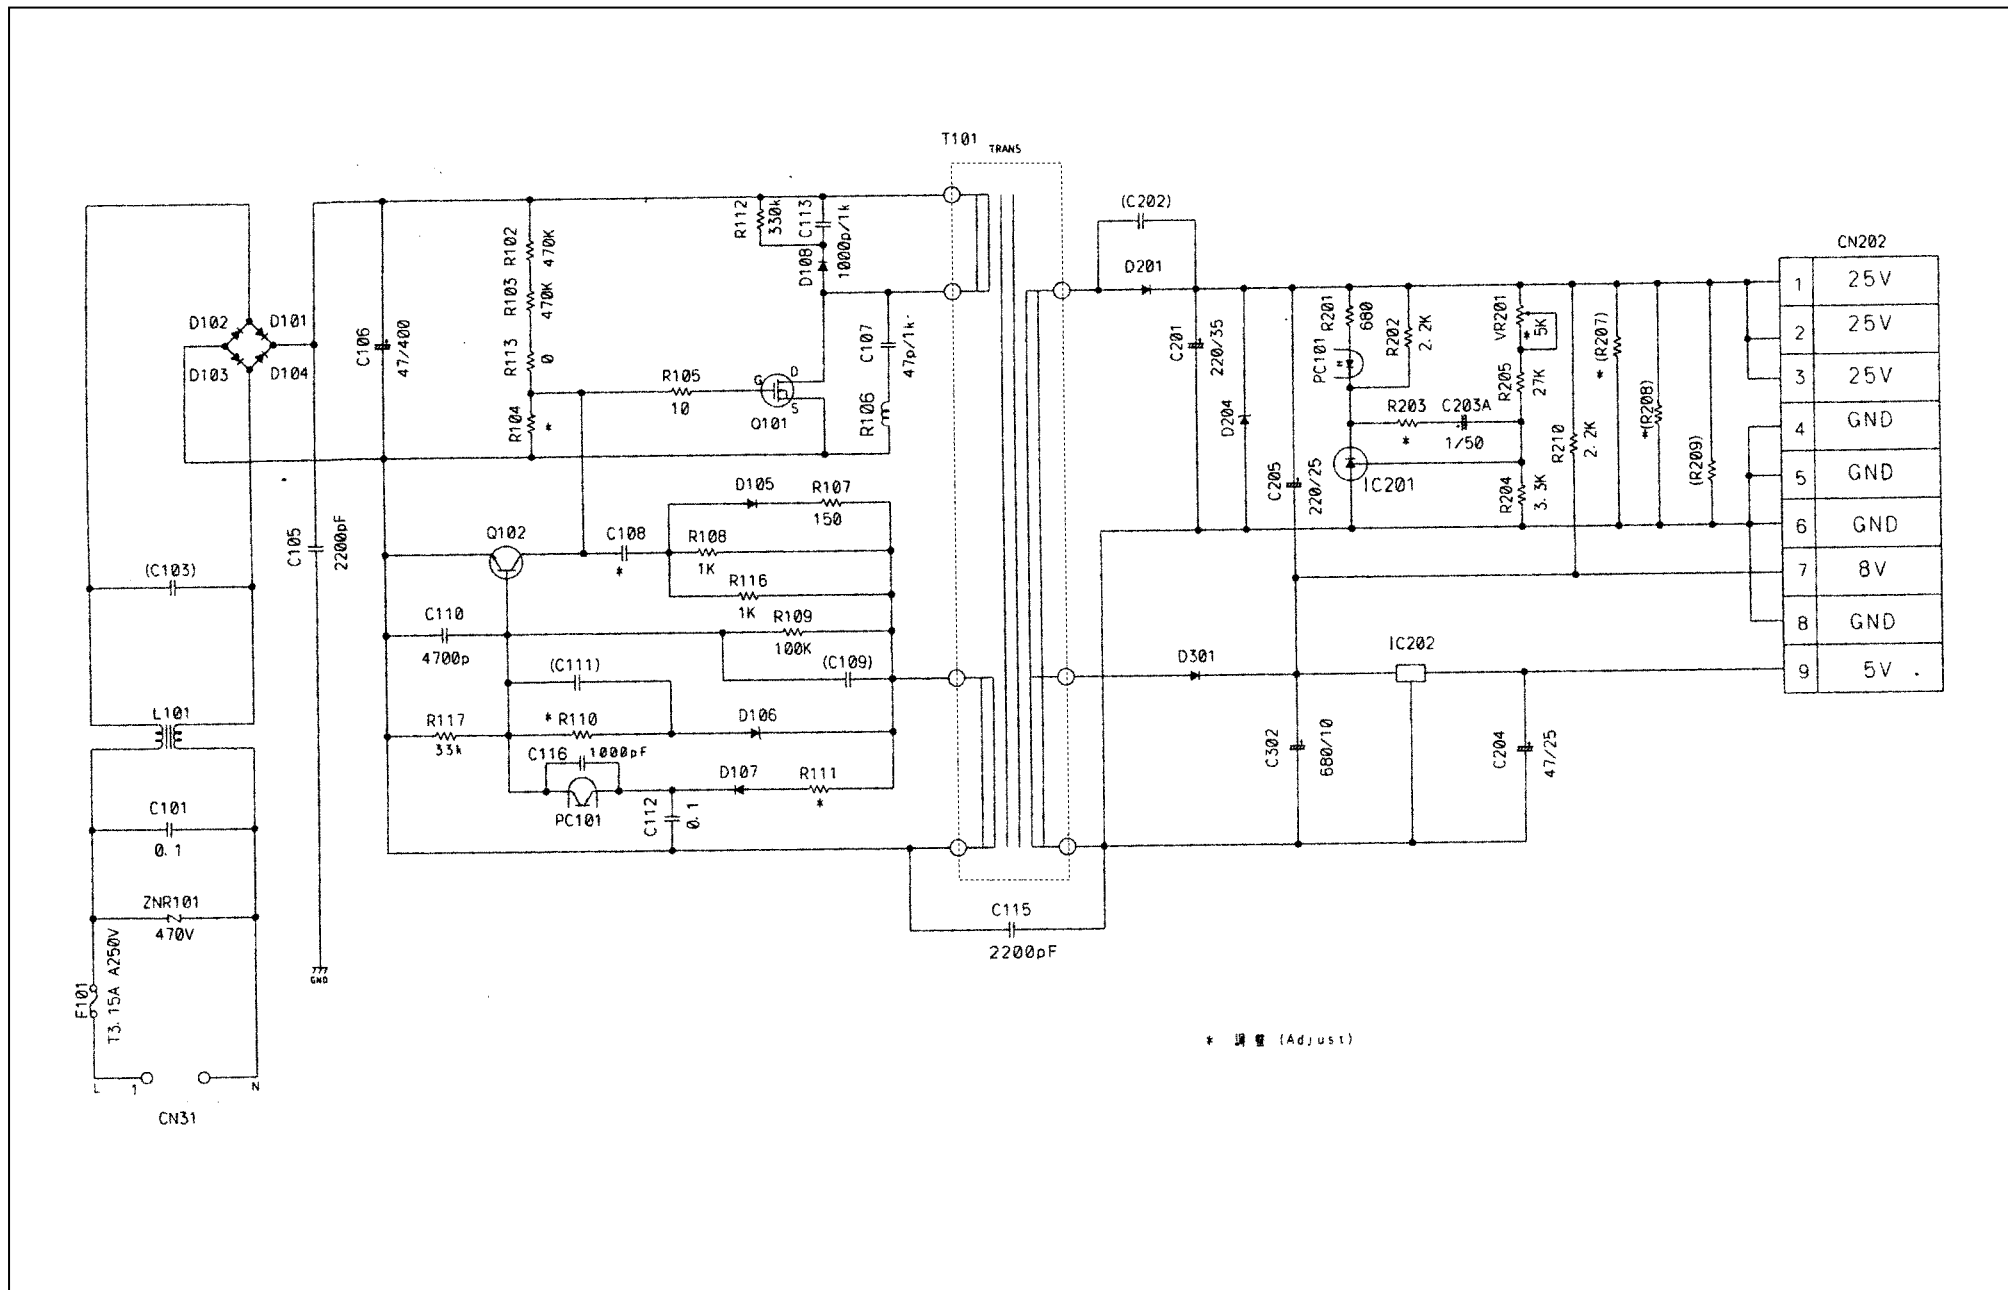 T101
TRANS
(C202)
D201
CN202
1 25V
2 25V
3 25V
4 GND
5 GND
6 GND
7 8V
8 GND
9 5V
D102
D101
D103
D104
C106
47/400
R102
470K
R103
470K
R113
0
R104
*
R112
330k
C113
1000p/1k
D108
R105
10
G
D
S
Q101
C107
47p/1k
R106
C201
220/35
D204
C205
220/25
R201
680
PC101
R202
2.2K
R203
*
C203A
1/50
IC201
VR201
* 5K
R205
27K
R204
3.3K
R210
2.2K
* (R207)
*(R208)
(R209)
C105
2200pF
GND
(C103)
L101
C101
0.1
ZNR101
470V
F101
T3.15A A250V
L
1
N
CN31
Q102
C108
*
D105
R107
150
R108
1K
R116
1K
R109
100K
(C109)
C110
4700p
(C111)
R117
33k
* R110
D106
C116
1000pF
PC101
C112
0.1
D107
R111
*
C115
2200pF
D301
IC202
C302
680/10
C204
47/25
* 調整 (Adjust)